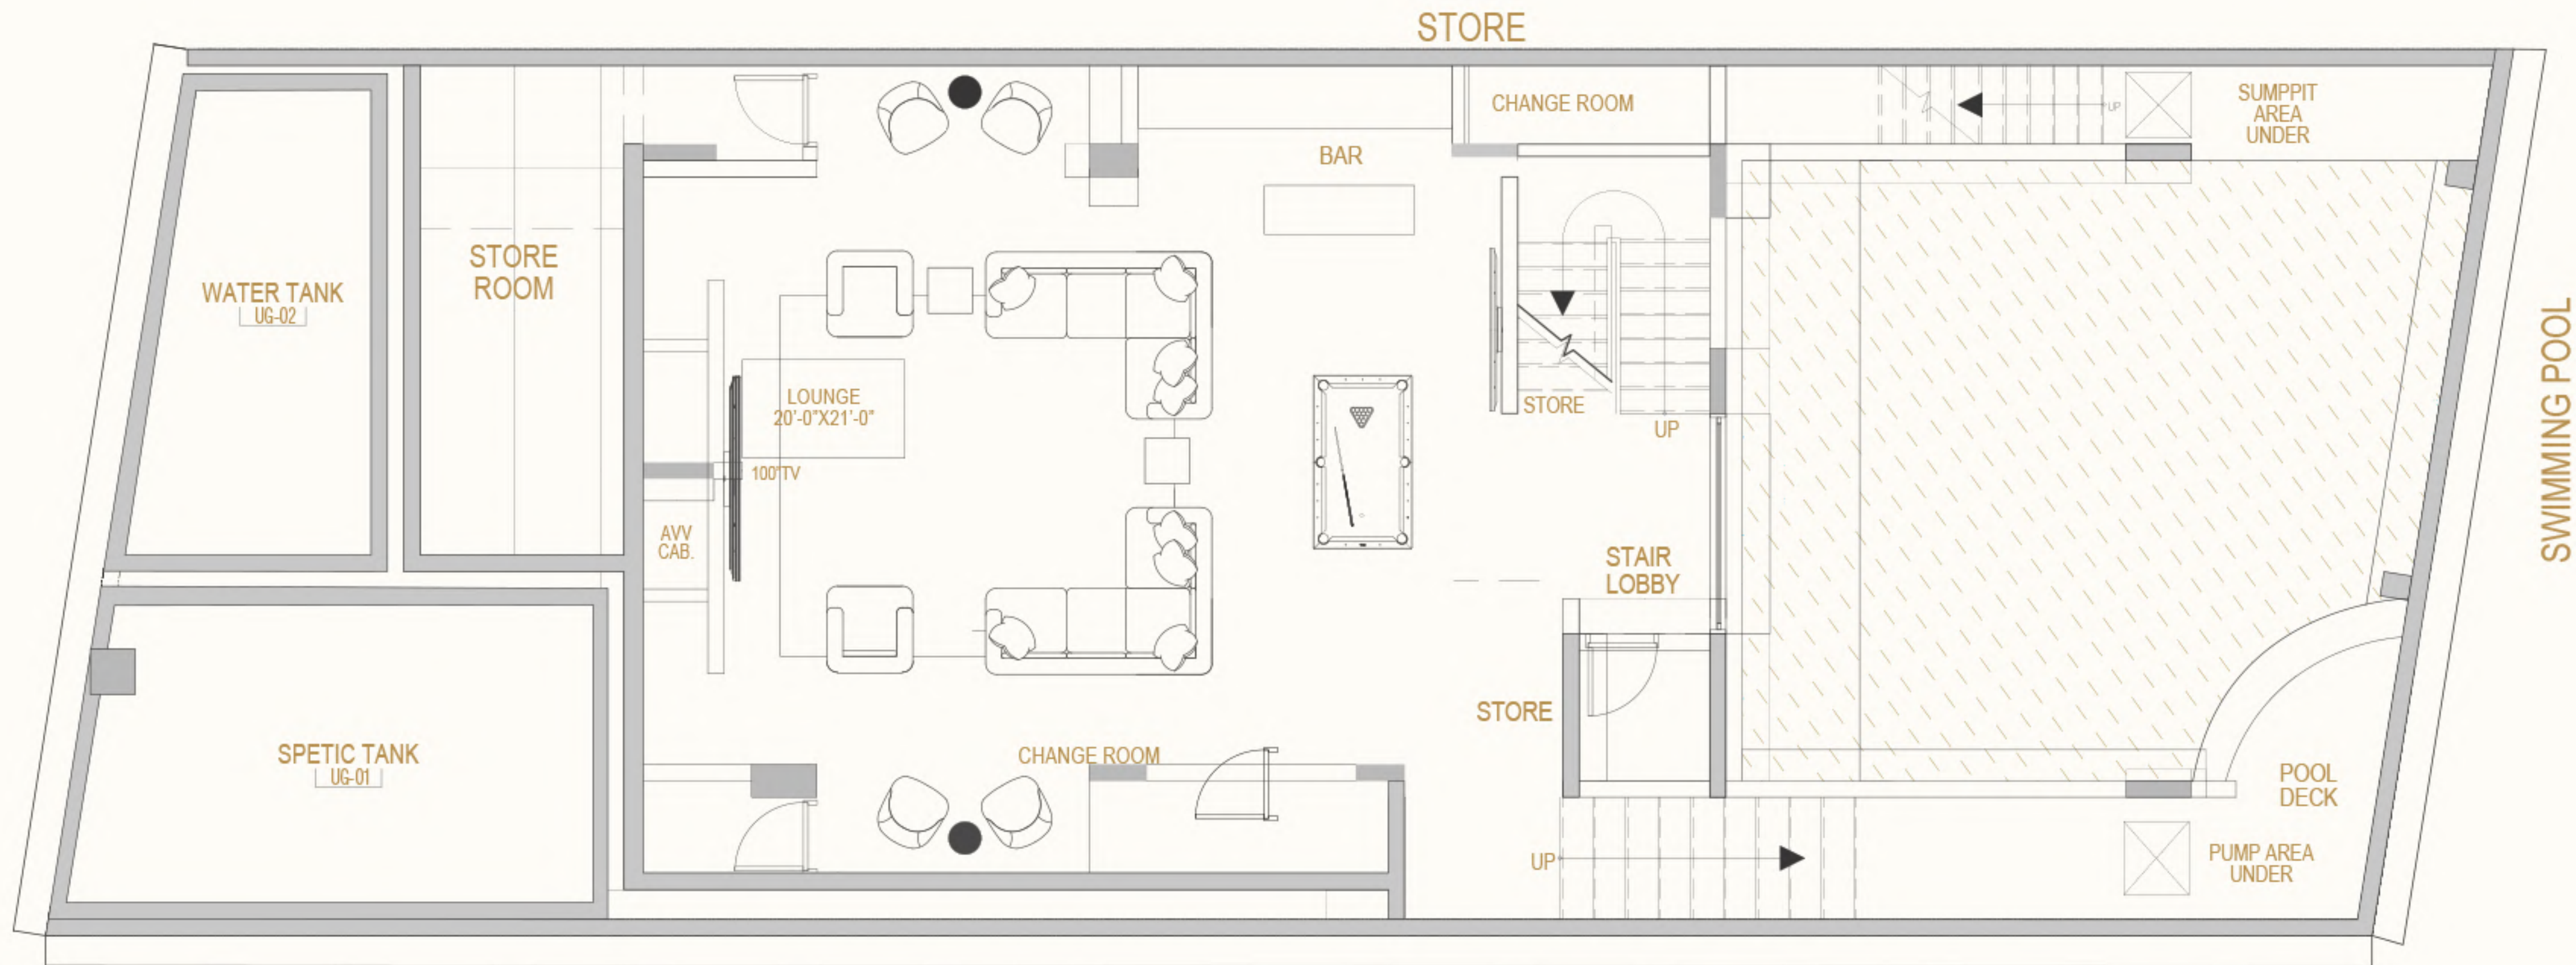 STORE
CHANGE ROOM
UP
SUMPPIT
AREA
UNDER
BAR
STORE
ROOM
WATER TANK
UG-02
LOUNGE
20'-0"X21'-0"
100"TV
AVV
CAB.
STORE
UP
STAIR
LOBBY
SWIMMING POOL
STORE
SPETIC TANK
UG-01
CHANGE ROOM
POOL
DECK
UP
PUMP AREA
UNDER